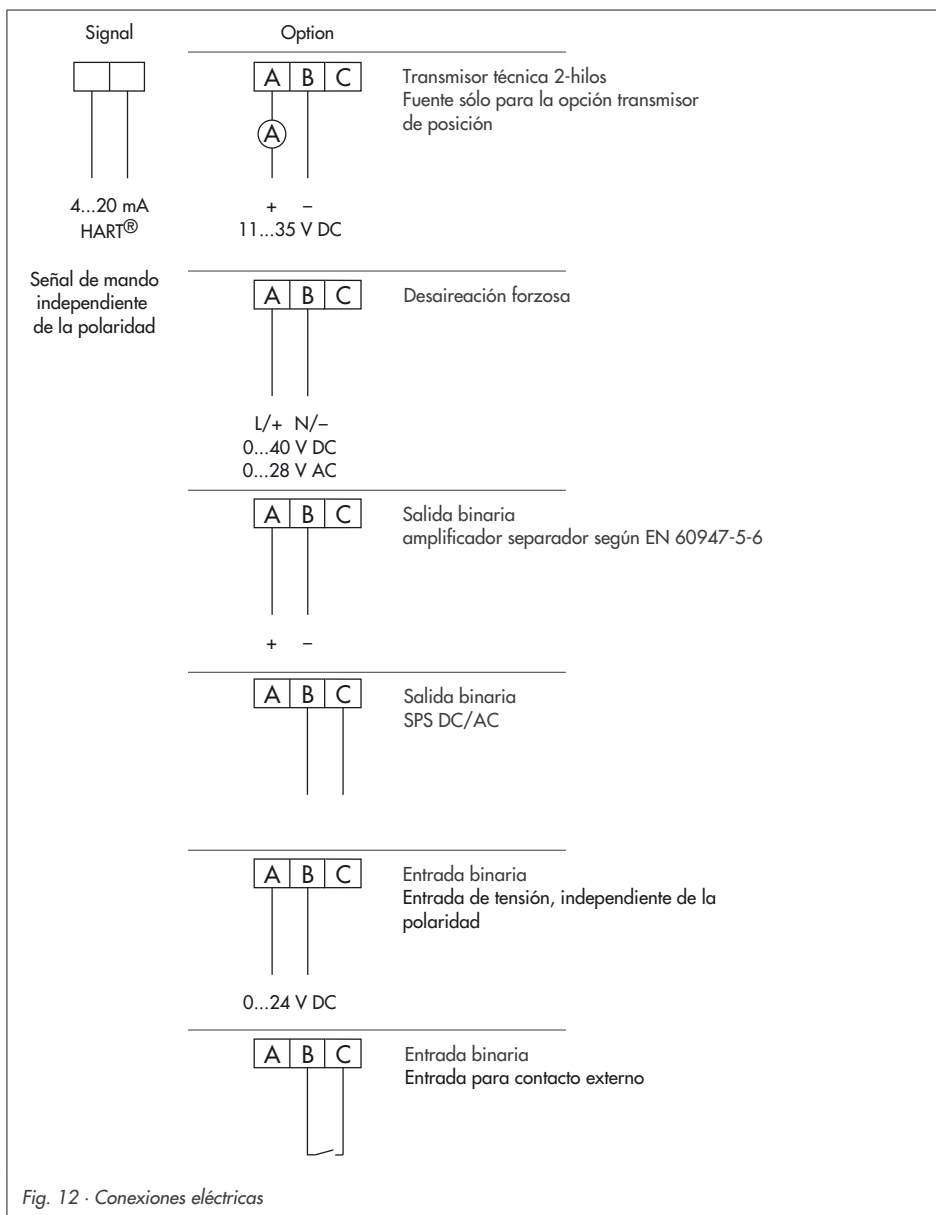 Signal
Option
A B C
Transmisor técnica 2-hilos
Fuente sólo para la opción transmisor
de posición
A
4...20 mA
HART®
+ –
11...35 V DC
Señal de mando
independiente
de la polaridad
A B C
Desaireación forzosa
L/+ N/–
0...40 V DC
0...28 V AC
A B C
Salida binaria
amplificador separador según EN 60947-5-6
+ –
A B C
Salida binaria
SPS DC/AC
A B C
Entrada binaria
Entrada de tensión, independiente de la
polaridad
0...24 V DC
A B C
Entrada binaria
Entrada para contacto externo
Fig. 12 · Conexiones eléctricas